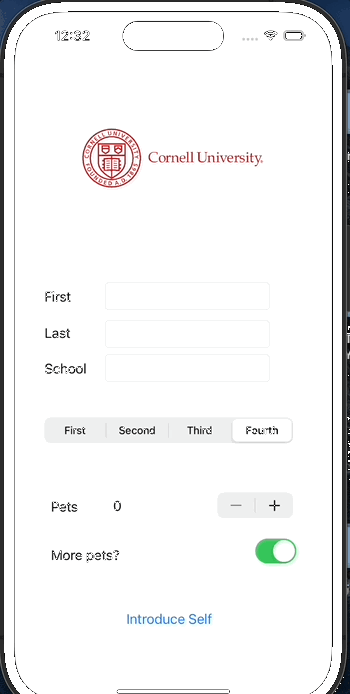 12:32
CORNELL UNIVERSITY
FOUNDED A.D. 1865
Cornell University.
First
Last
School
First Second Third Fourth
Pets 0 − +
More pets?
Introduce Self